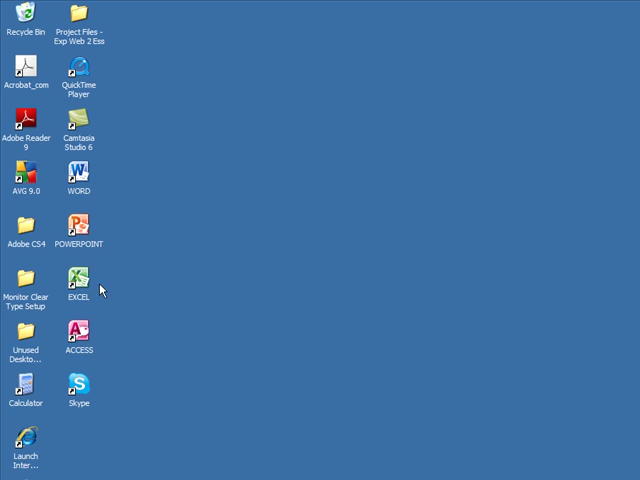 Recycle Bin
Project Files -
Exp Web 2 Ess
Acrobat_com
QuickTime
Player
Adobe Reader
9
Camtasia
Studio 6
AVG 9.0
WORD
Adobe CS4
POWERPOINT
Monitor Clear
Type Setup
EXCEL
Unused
Deskto...
ACCESS
Calculator
Skype
Launch
Inter...